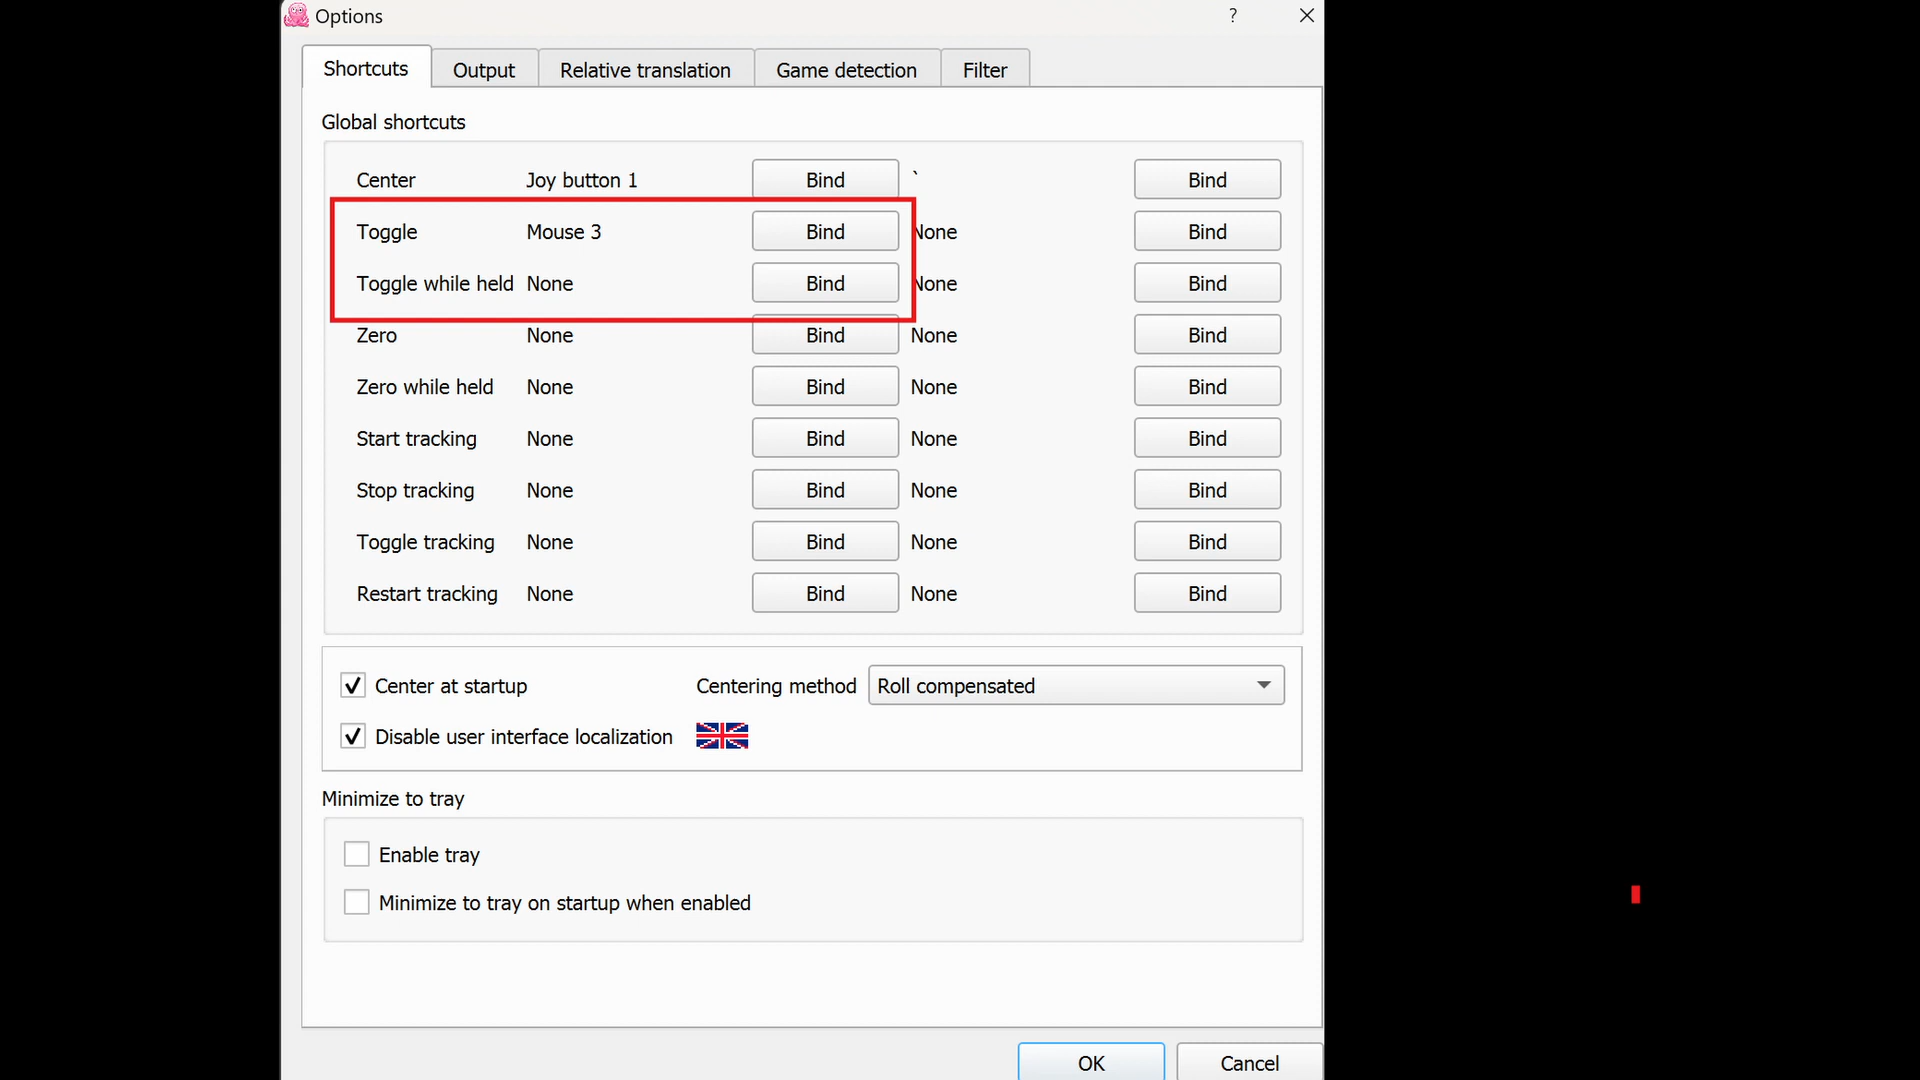 Options ?
Shortcuts Output Relative translation Game detection Filter
Global shortcuts
Center Joy button 1 Bind ` Bind
Toggle Mouse 3 Bind None Bind
Toggle while held None Bind None Bind
Zero None Bind None Bind
Zero while held None Bind None Bind
Start tracking None Bind None Bind
Stop tracking None Bind None Bind
Toggle tracking None Bind None Bind
Restart tracking None Bind None Bind
Center at startup Centering method Roll compensated
Disable user interface localization
Minimize to tray
Enable tray
Minimize to tray on startup when enabled
OK Cancel